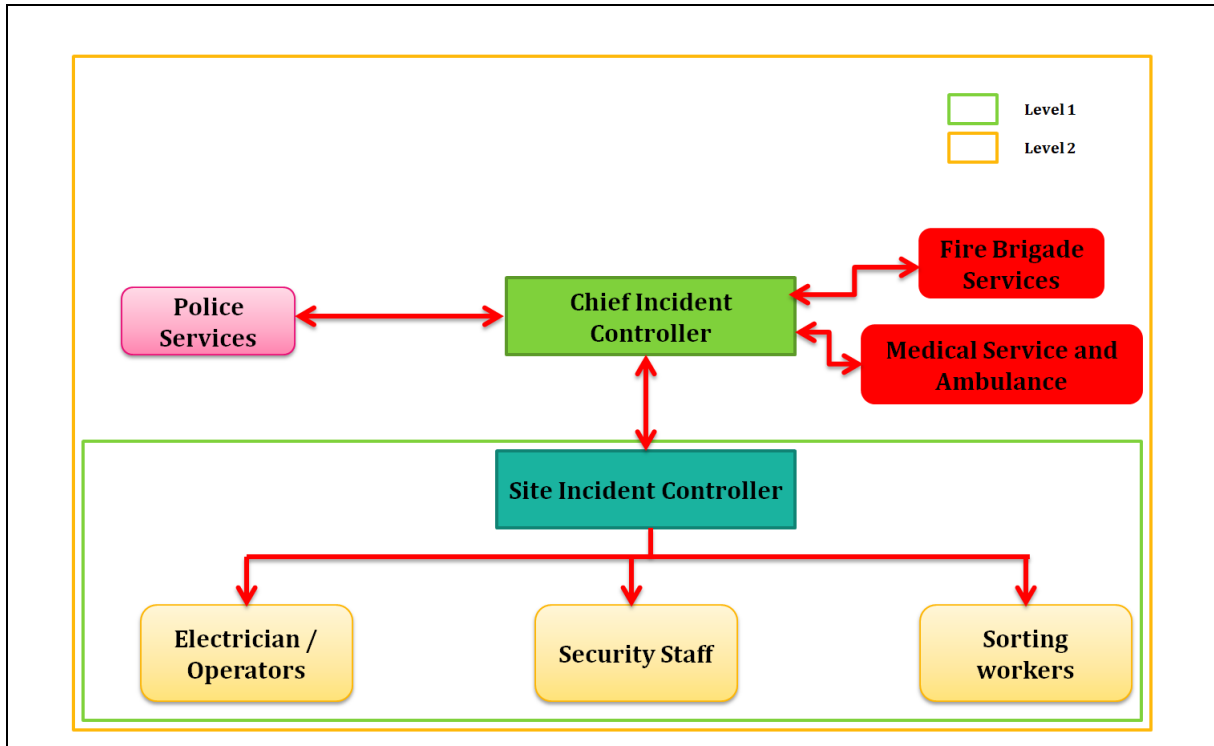 Level 1
Level 2
Fire Brigade
Services
Police
Services
Chief Incident
Controller
Medical Service and
Ambulance
Site Incident Controller
Electrician /
Operators
Security Staff
Sorting
workers